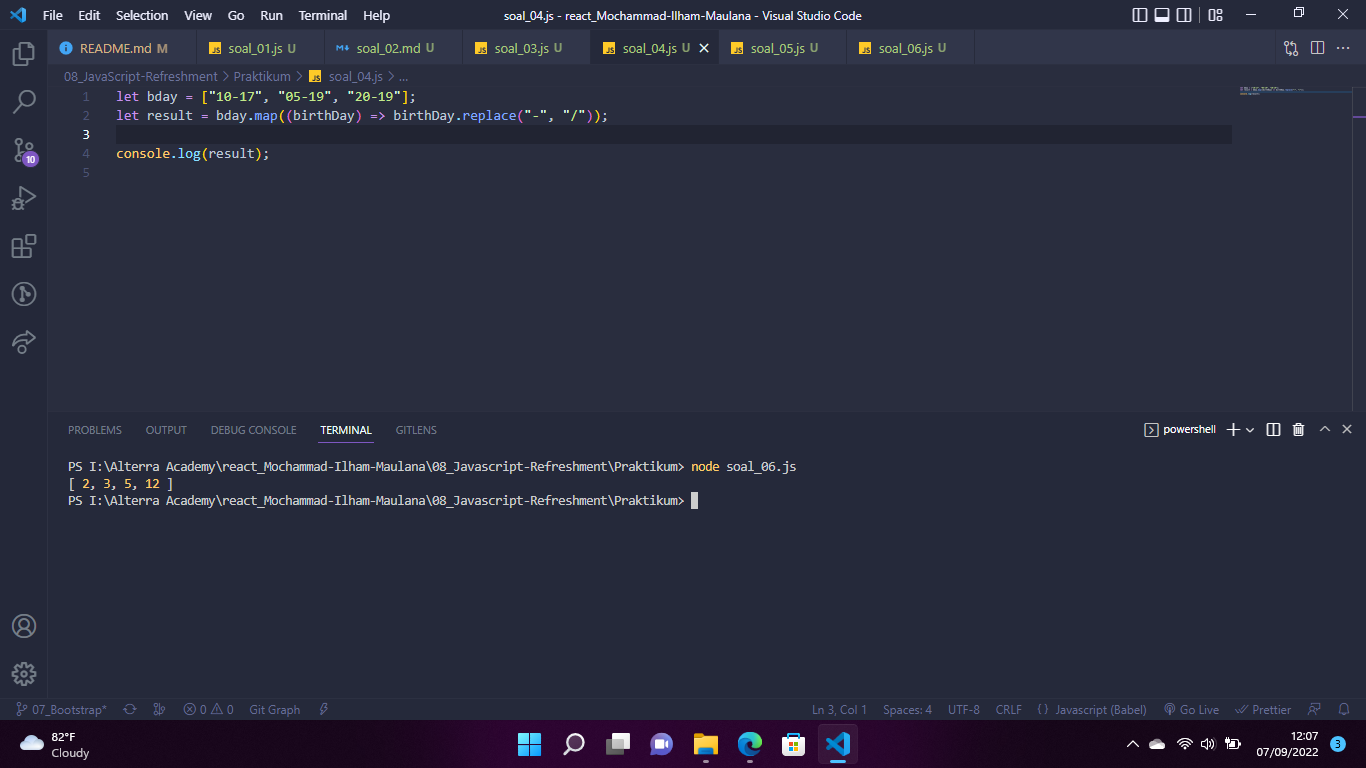 File Edit Selection View Go Run Terminal Help soal_04.js - react_Mochammad-Ilham-Maulana - Visual Studio Code
README.md M JS soal_01.js U M↓ soal_02.md U JS soal_03.js U JS soal_04.js U JS soal_05.js U JS soal_06.js U
08_JavaScript-Refreshment > Praktikum > JS soal_04.js > ...
1 let bday = ["10-17", "05-19", "20-19"];
2 let result = bday.map((birthDay) => birthDay.replace("-", "/"));
3
4 console.log(result);
5
10
PROBLEMS OUTPUT DEBUG CONSOLE TERMINAL GITLENS powershell
PS I:\Alterra Academy\react_Mochammad-Ilham-Maulana\08_Javascript-Refreshment\Praktikum> node soal_06.js
[ 2, 3, 5, 12 ]
PS I:\Alterra Academy\react_Mochammad-Ilham-Maulana\08_Javascript-Refreshment\Praktikum>
07_Bootstrap* 0 0 Git Graph Ln 3, Col 1 Spaces: 4 UTF-8 CRLF { } Javascript (Babel) Go Live Prettier
82°F
Cloudy
12:07
07/09/2022
3